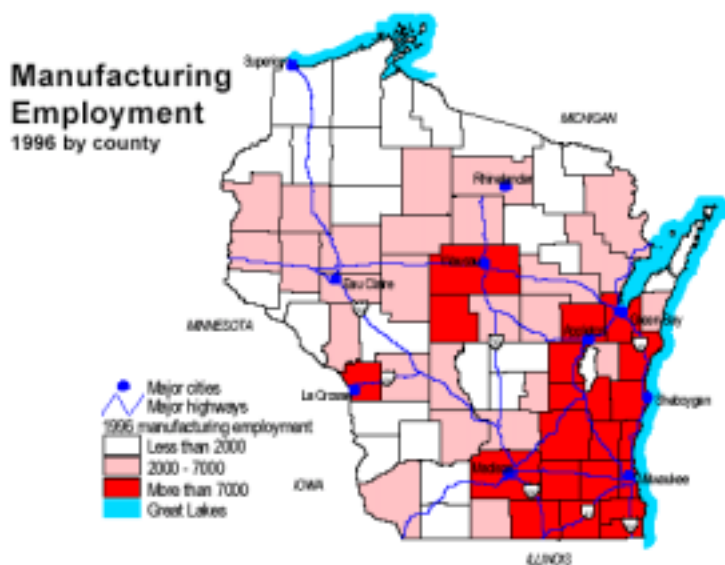 Manufacturing
Employment
1996 by county
Superior
MICHIGAN
Rhinelander
Wausau
Eau Claire
Green Bay
MINNESOTA
Appleton
Major cities
Major highways
La Crosse
Sheboygan
1996 manufacturing employment
Less than 2000
2000 - 7000
More than 7000
Great Lakes
IOWA
Madison
Milwaukee
ILLINOIS